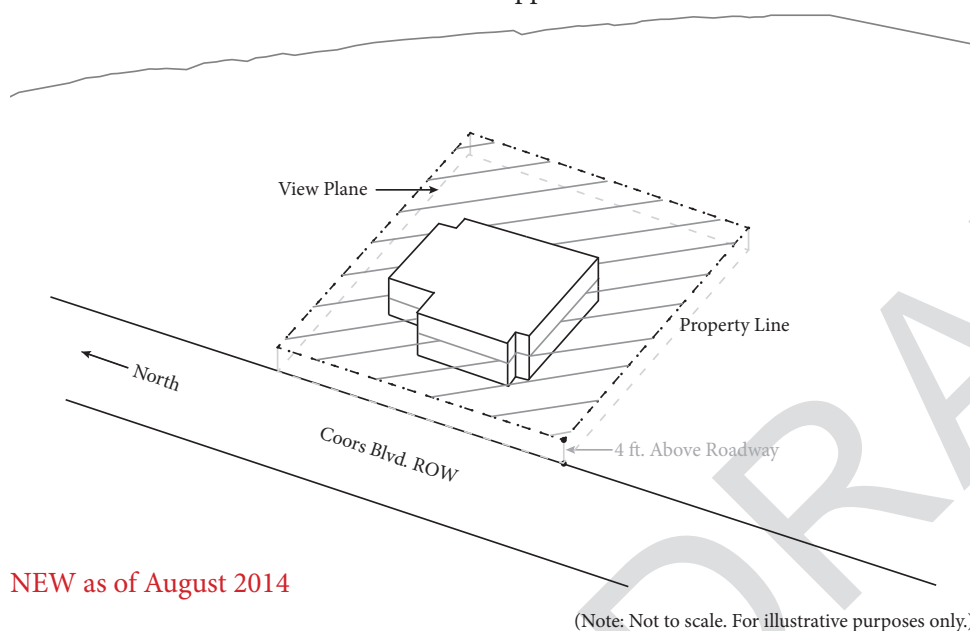 View Plane
Property Line
North
Coors Blvd. ROW
4 ft. Above Roadway
NEW as of August 2014
(Note: Not to scale. For illustrative purposes only.)